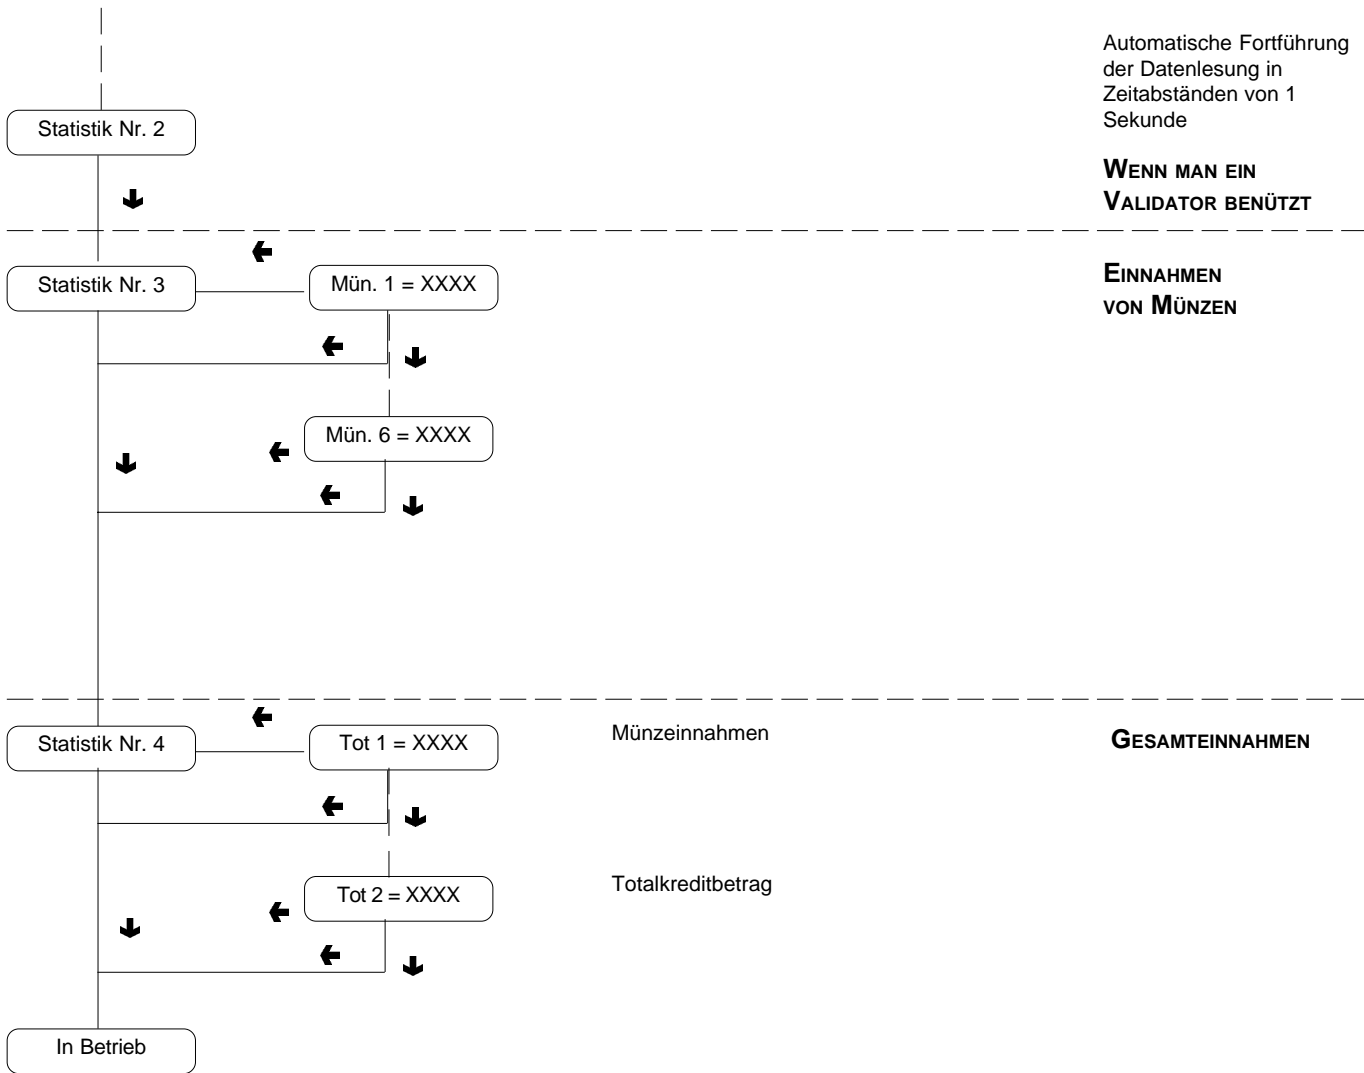 Automatische Fortführung
der Datenlesung in
Zeitabständen von 1
Sekunde
Statistik Nr. 2
WENN MAN EIN
VALIDATOR BENÜTZT
Statistik Nr. 3
Mün. 1 = XXXX
EINNAHMEN
VON MÜNZEN
Mün. 6 = XXXX
Statistik Nr. 4
Tot 1 = XXXX
Münzeinnahmen
GESAMTEINNAHMEN
Tot 2 = XXXX
Totalkreditbetrag
In Betrieb